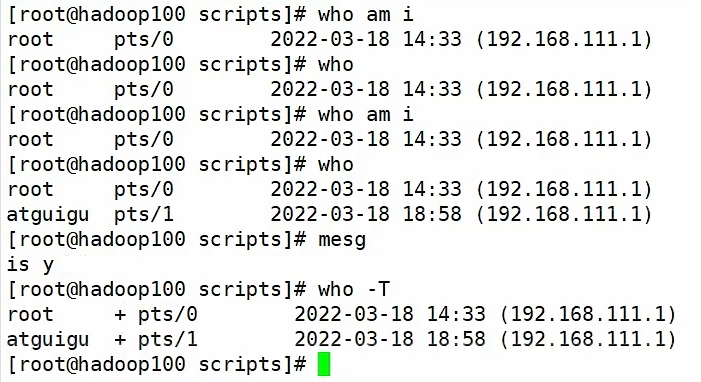 [root@hadoop100 scripts]# who am i
root     pts/0        2022-03-18 14:33 (192.168.111.1)
[root@hadoop100 scripts]# who
root     pts/0        2022-03-18 14:33 (192.168.111.1)
[root@hadoop100 scripts]# who am i
root     pts/0        2022-03-18 14:33 (192.168.111.1)
[root@hadoop100 scripts]# who
root     pts/0        2022-03-18 14:33 (192.168.111.1)
atguigu  pts/1        2022-03-18 18:58 (192.168.111.1)
[root@hadoop100 scripts]# mesg
is y
[root@hadoop100 scripts]# who -T
root     + pts/0        2022-03-18 14:33 (192.168.111.1)
atguigu  + pts/1        2022-03-18 18:58 (192.168.111.1)
[root@hadoop100 scripts]#